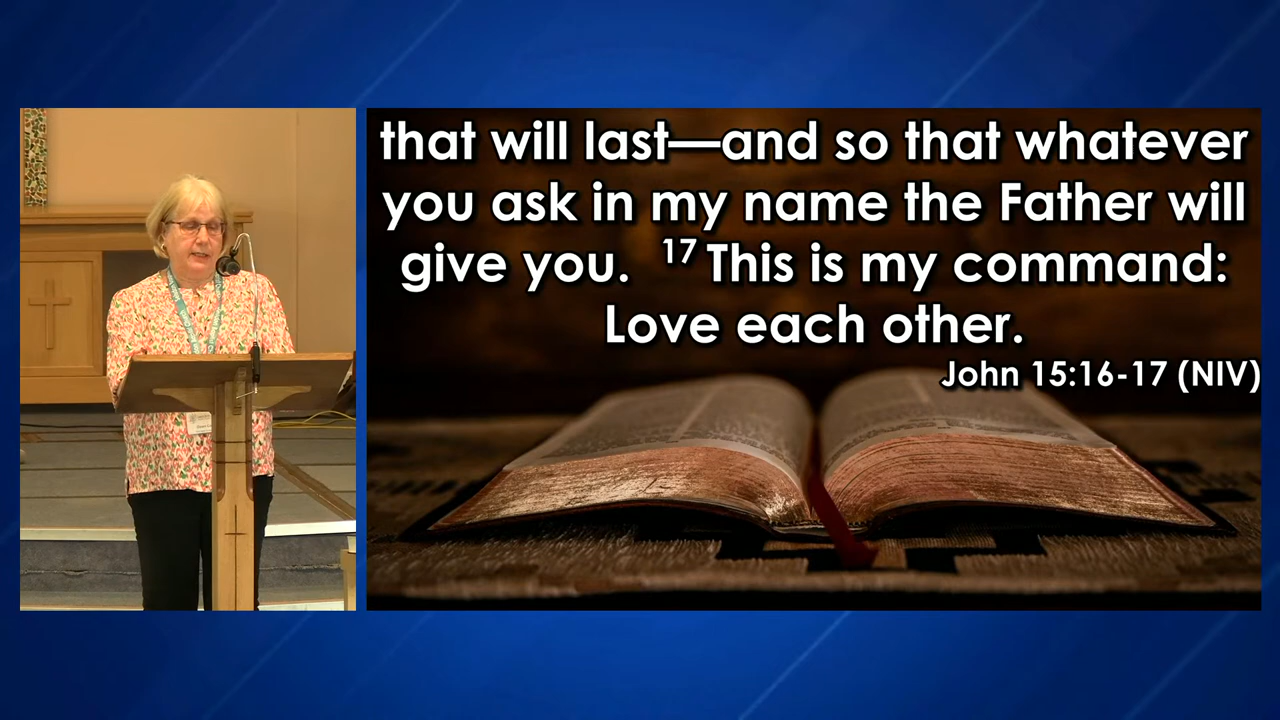 that will last—and so that whatever
you ask in my name the Father will
give you. 17 This is my command:
Love each other.
John 15:16-17 (NIV)